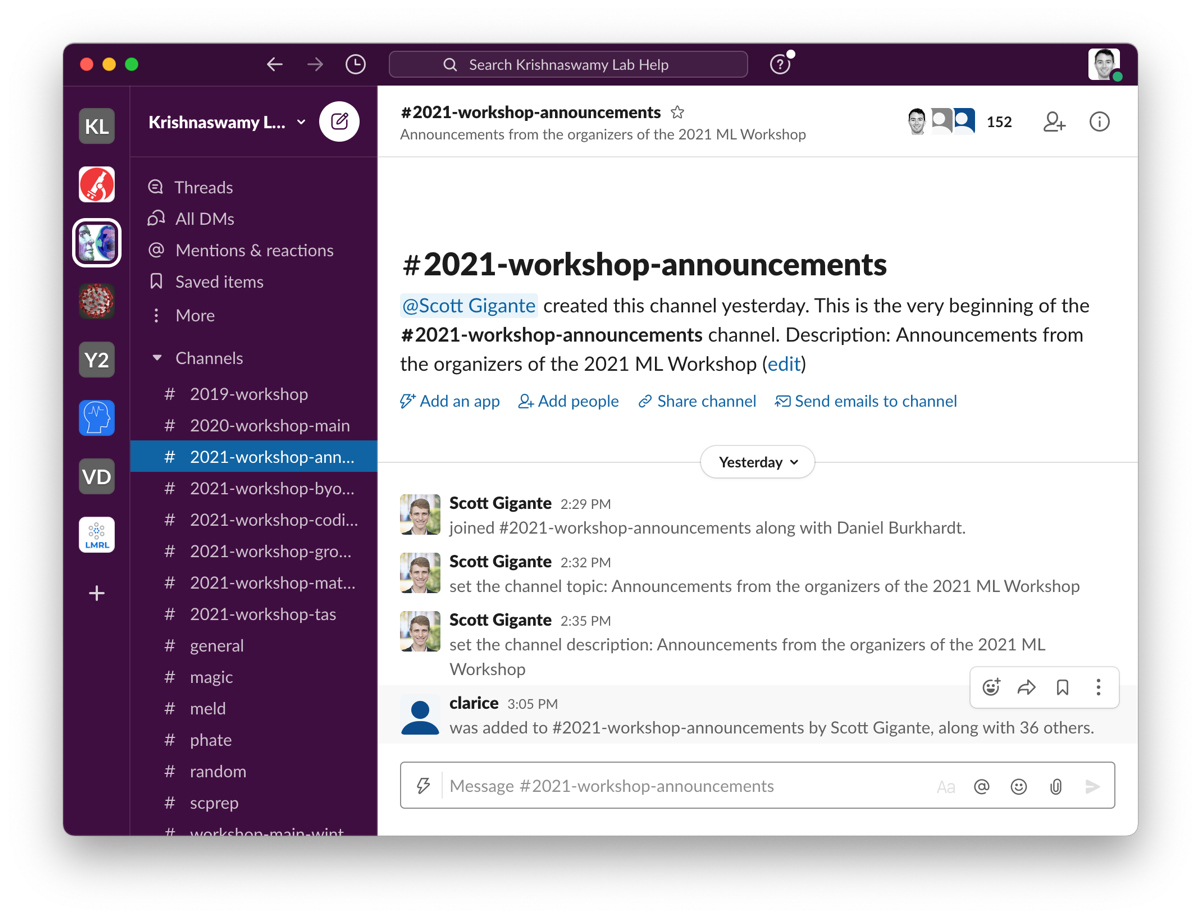 Search Krishnaswamy Lab Help
KL
Y2
VD
LMRL
Krishnaswamy L...
Threads
All DMs
Mentions & reactions
Saved items
More
Channels
# 2019-workshop
# 2020-workshop-main
# 2021-workshop-ann...
# 2021-workshop-byo...
# 2021-workshop-codi...
# 2021-workshop-gro...
# 2021-workshop-mat...
# 2021-workshop-tas
# general
# magic
# meld
# phate
# random
# scprep
# workshop-main-wint
#2021-workshop-announcements
Announcements from the organizers of the 2021 ML Workshop
152
#2021-workshop-announcements
@Scott Gigante created this channel yesterday. This is the very beginning of the
#2021-workshop-announcements channel. Description: Announcements from
the organizers of the 2021 ML Workshop (edit)
Add an app Add people Share channel Send emails to channel
Yesterday
Scott Gigante 2:29 PM
joined #2021-workshop-announcements along with Daniel Burkhardt.
Scott Gigante 2:32 PM
set the channel topic: Announcements from the organizers of the 2021 ML Workshop
Scott Gigante 2:35 PM
set the channel description: Announcements from the organizers of the 2021 ML
Workshop
clarice 3:05 PM
was added to #2021-workshop-announcements by Scott Gigante, along with 36 others.
Message #2021-workshop-announcements
Aa @